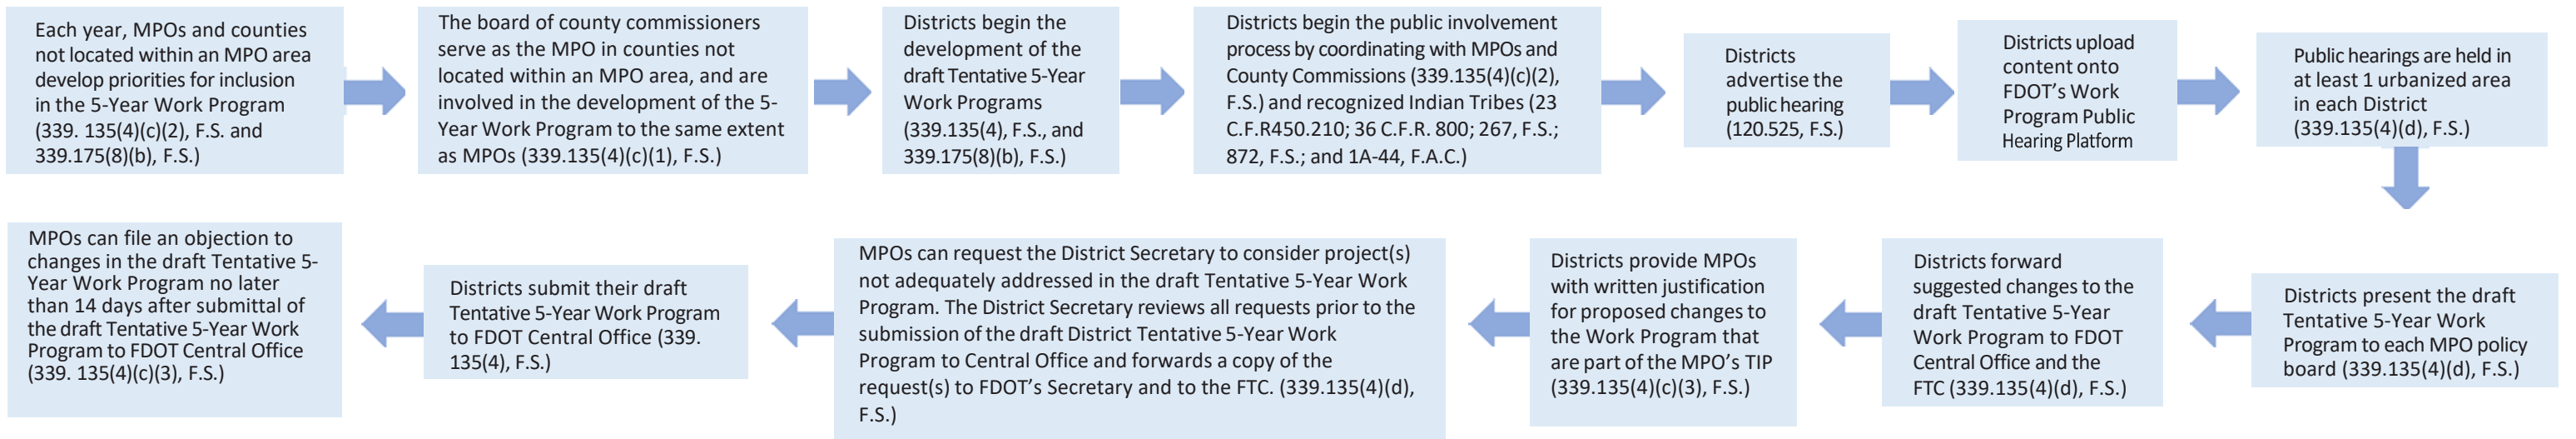 Each year, MPOs and counties
not located within an MPO area
develop priorities for inclusion
in the 5-Year Work Program
(339. 135(4)(c)(2), F.S. and
339.175(8)(b), F.S.)
The board of county commissioners
serve as the MPO in counties not
located within an MPO area, and are
involved in the development of the 5-
Year Work Program to the same extent
as MPOs (339.135(4)(c)(1), F.S.)
Districts begin the
development of the
draft Tentative 5-Year
Work Programs
(339.135(4), F.S., and
339.175(8)(b), F.S.)
Districts begin the public involvement
process by coordinating with MPOs and
County Commissions (339.135(4)(c)(2),
F.S.) and recognized Indian Tribes (23
C.F.R450.210; 36 C.F.R. 800; 267, F.S.;
872, F.S.; and 1A-44, F.A.C.)
Districts
advertise the
public hearing
(120.525, F.S.)
Districts upload
content onto
FDOT’s Work
Program Public
Hearing Platform
Public hearings are held in
at least 1 urbanized area
in each District
(339.135(4)(d), F.S.)
Districts present the draft
Tentative 5-Year Work
Program to each MPO policy
board (339.135(4)(d), F.S.)
Districts forward
suggested changes to the
draft Tentative 5-Year
Work Program to FDOT
Central Office and the
FTC (339.135(4)(d), F.S.)
Districts provide MPOs
with written justification
for proposed changes to
the Work Program that
are part of the MPO’s TIP
(339.135(4)(c)(3), F.S.)
MPOs can request the District Secretary to consider project(s)
not adequately addressed in the draft Tentative 5-Year Work
Program. The District Secretary reviews all requests prior to the
submission of the draft District Tentative 5-Year Work
Program to Central Office and forwards a copy of the
request(s) to FDOT’s Secretary and to the FTC. (339.135(4)(d),
F.S.)
Districts submit their draft
Tentative 5-Year Work Program
to FDOT Central Office (339.
135(4), F.S.)
MPOs can file an objection to
changes in the draft Tentative 5-
Year Work Program no later
than 14 days after submittal of
the draft Tentative 5-Year Work
Program to FDOT Central Office
(339. 135(4)(c)(3), F.S.)